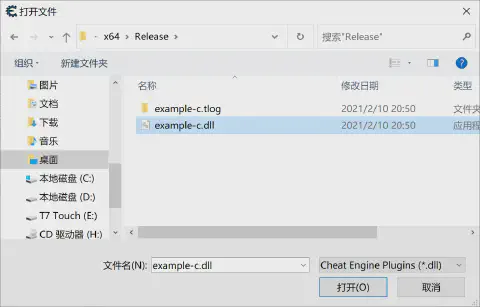 打开文件
x64 > Release >
搜索"Release"
组织 新建文件夹
名称 修改日期 类型
图片
文档
下载
音乐
桌面
本地磁盘 (C:)
本地磁盘 (D:)
T7 Touch (E:)
CD 驱动器 (H:)
example-c.tlog 2021/2/10 20:50 文件夹
example-c.dll 2021/2/10 20:50 应用程
文件名(N): example-c.dll Cheat Engine Plugins (*.dll)
打开(O) 取消